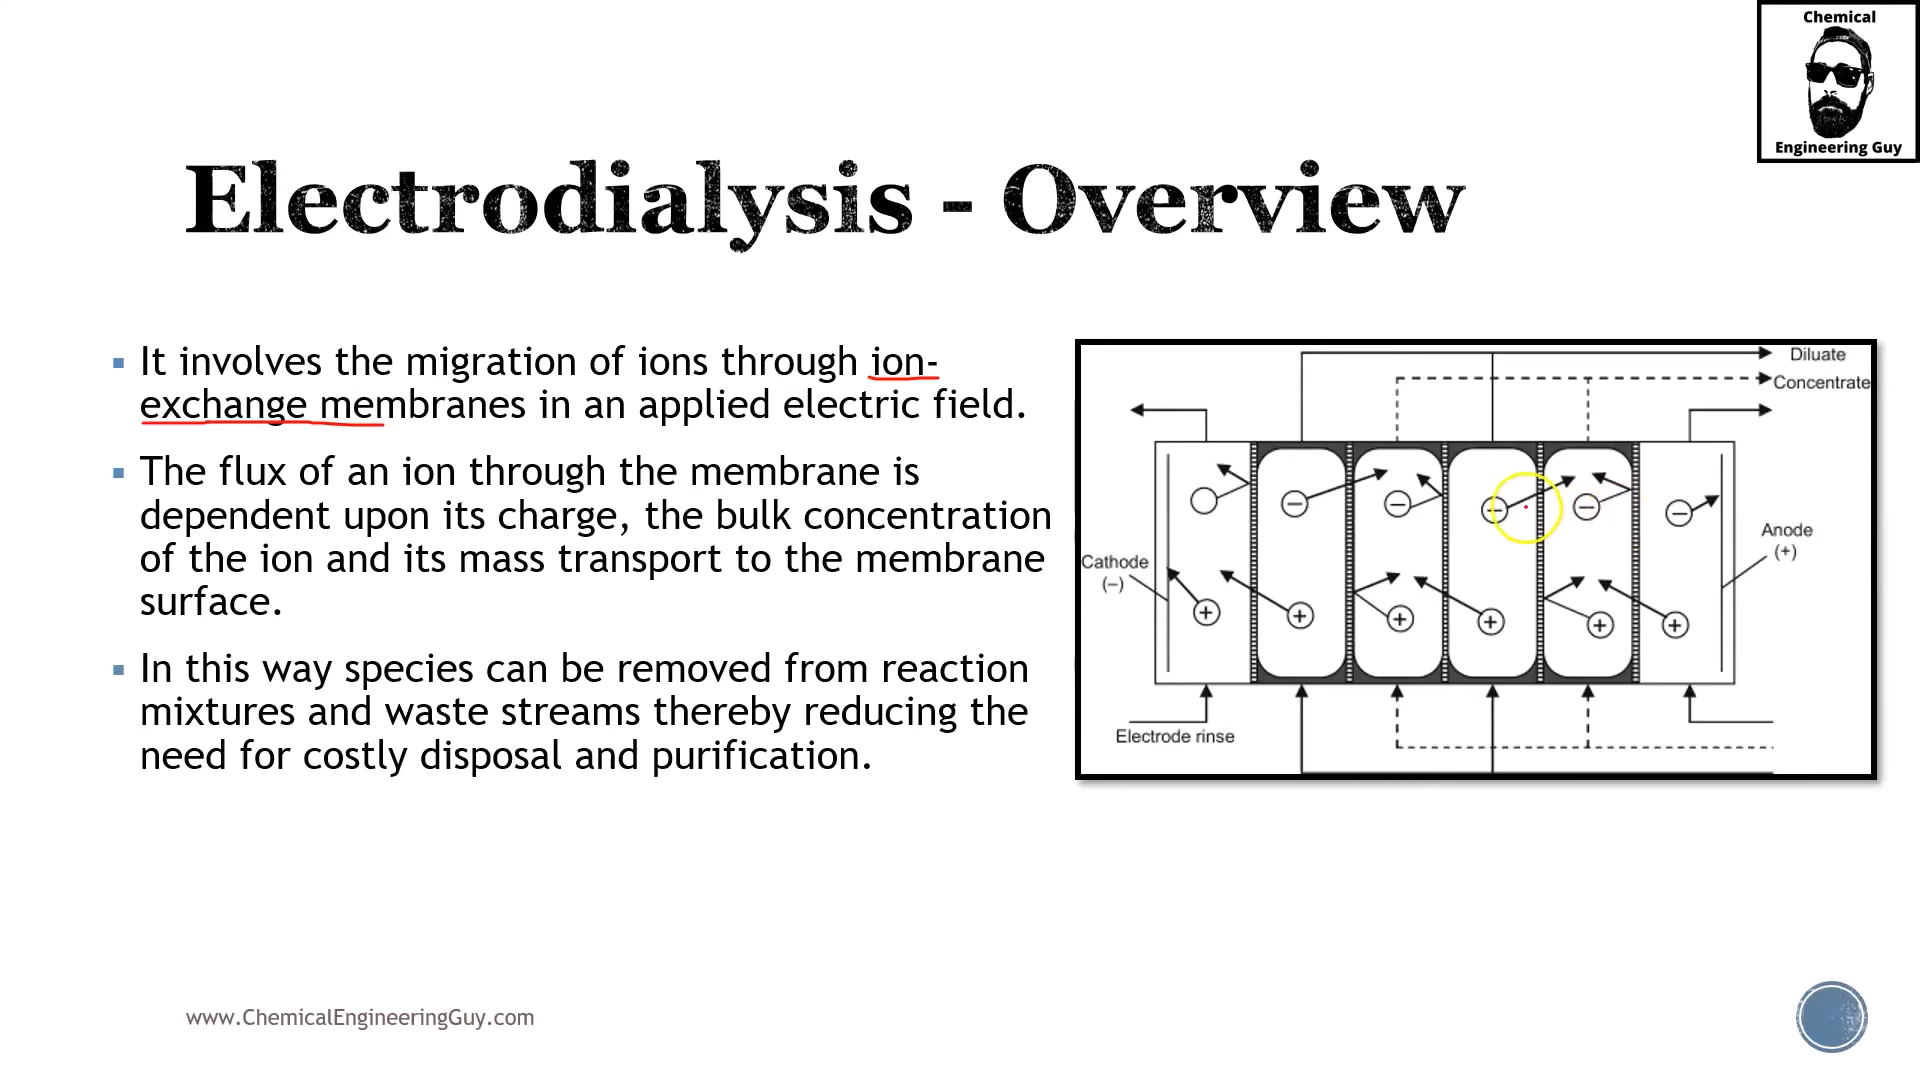 Chemical
Engineering Guy
Electrodialysis - Overview
It involves the migration of ions through ion-
exchange membranes in an applied electric field.
The flux of an ion through the membrane is
dependent upon its charge, the bulk concentration
of the ion and its mass transport to the membrane
surface.
In this way species can be removed from reaction
mixtures and waste streams thereby reducing the
need for costly disposal and purification.
Diluate
Concentrate
Cathode
(−)
Anode
(+)
− − − − −
+ + + + + +
Electrode rinse
www.ChemicalEngineeringGuy.com